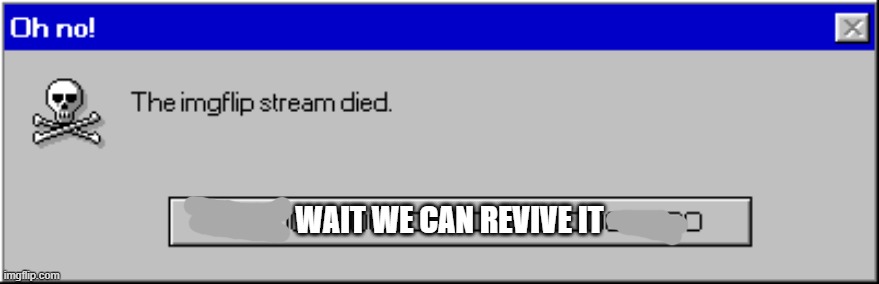 Oh no!
The imgflip stream died.
WAIT WE CAN REVIVE IT
imgflip.com